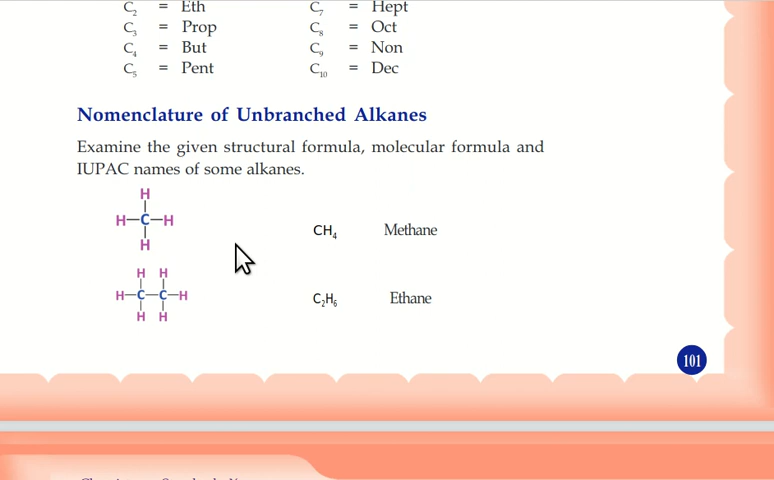 C₂ = Eth C₇ = Hept
C₃ = Prop C₈ = Oct
C₄ = But C₉ = Non
C₅ = Pent C₁₀ = Dec
Nomenclature of Unbranched Alkanes
Examine the given structural formula, molecular formula and
IUPAC names of some alkanes.
H
H—C—H
H
CH₄ Methane
H H
H—C—C—H
H H
C₂H₆ Ethane
101